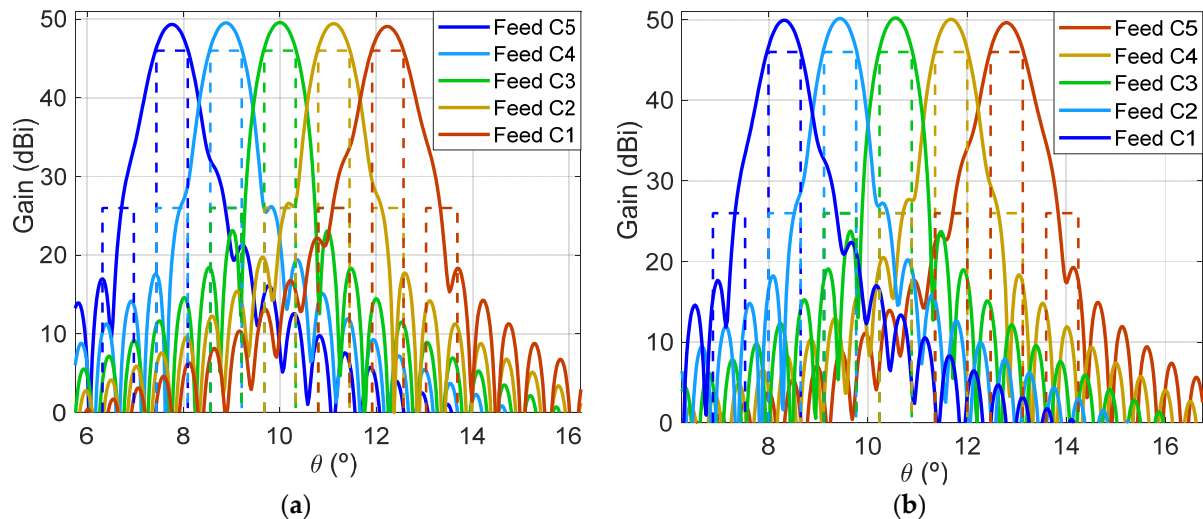 Gain (dBi)
50
40
30
20
10
0
6
8
10
12
14
16
θ (º)
Feed C5
Feed C4
Feed C3
Feed C2
Feed C1
(a)
Gain (dBi)
50
40
30
20
10
0
8
10
12
14
16
θ (º)
Feed C5
Feed C4
Feed C3
Feed C2
Feed C1
(b)